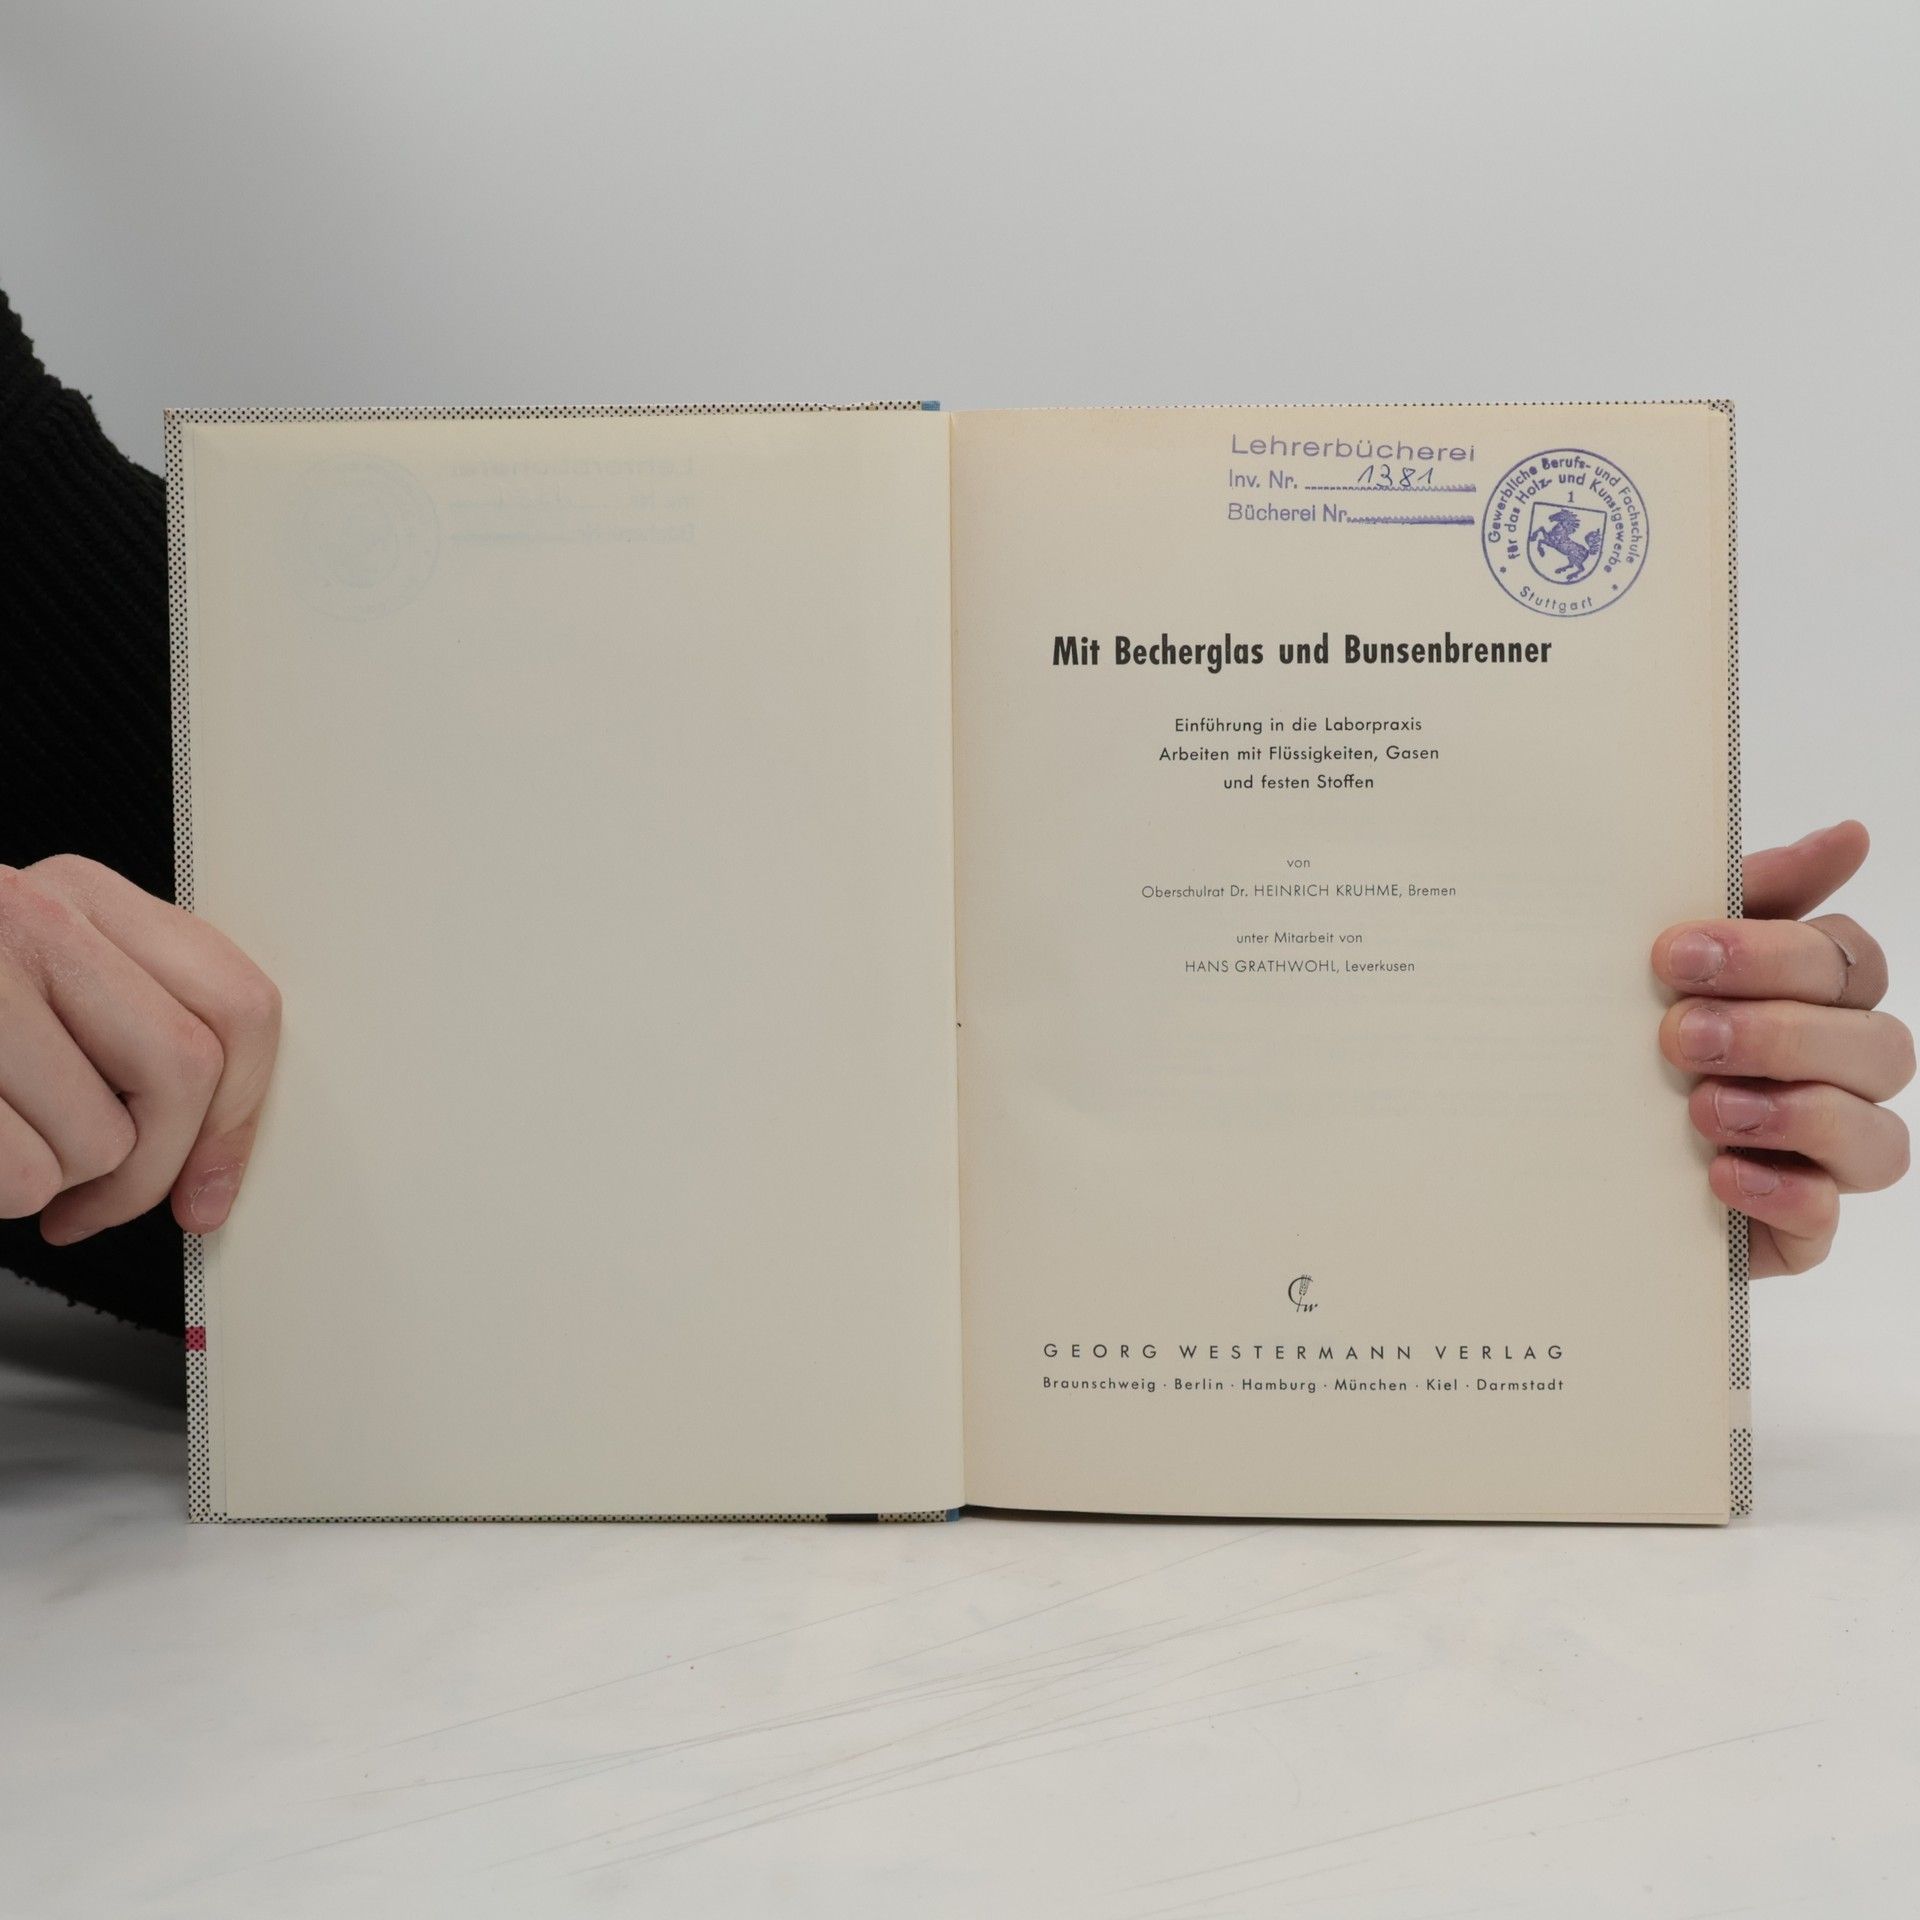 Lehrerbücherei
Inv. Nr. 1381
Bücherei Nr.
Gewerbliche Berufs- und Fachschule
für das Holz- und Kunstgewerbe
1
* Stuttgart *
Mit Becherglas und Bunsenbrenner
Einführung in die Laborpraxis
Arbeiten mit Flüssigkeiten, Gasen
und festen Stoffen
von
Oberschulrat Dr. HEINRICH KRUHME, Bremen
unter Mitarbeit von
HANS GRATHWOHL, Leverkusen
GEORG WESTERMANN VERLAG
Braunschweig · Berlin · Hamburg · München · Kiel · Darmstadt